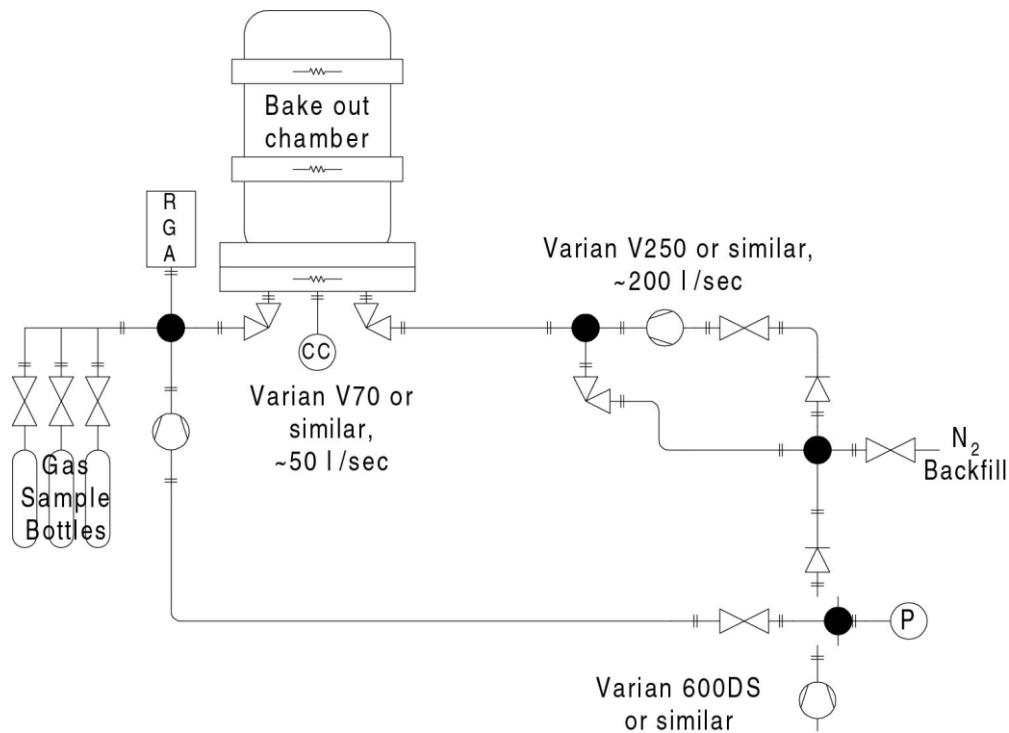 Bake out
chamber
R
G
A
Varian V250 or similar,
~200 l/sec
CC
Varian V70 or
similar,
~50 l/sec
N₂
Backfill
Gas
Sample
Bottles
P
Varian 600DS
or similar